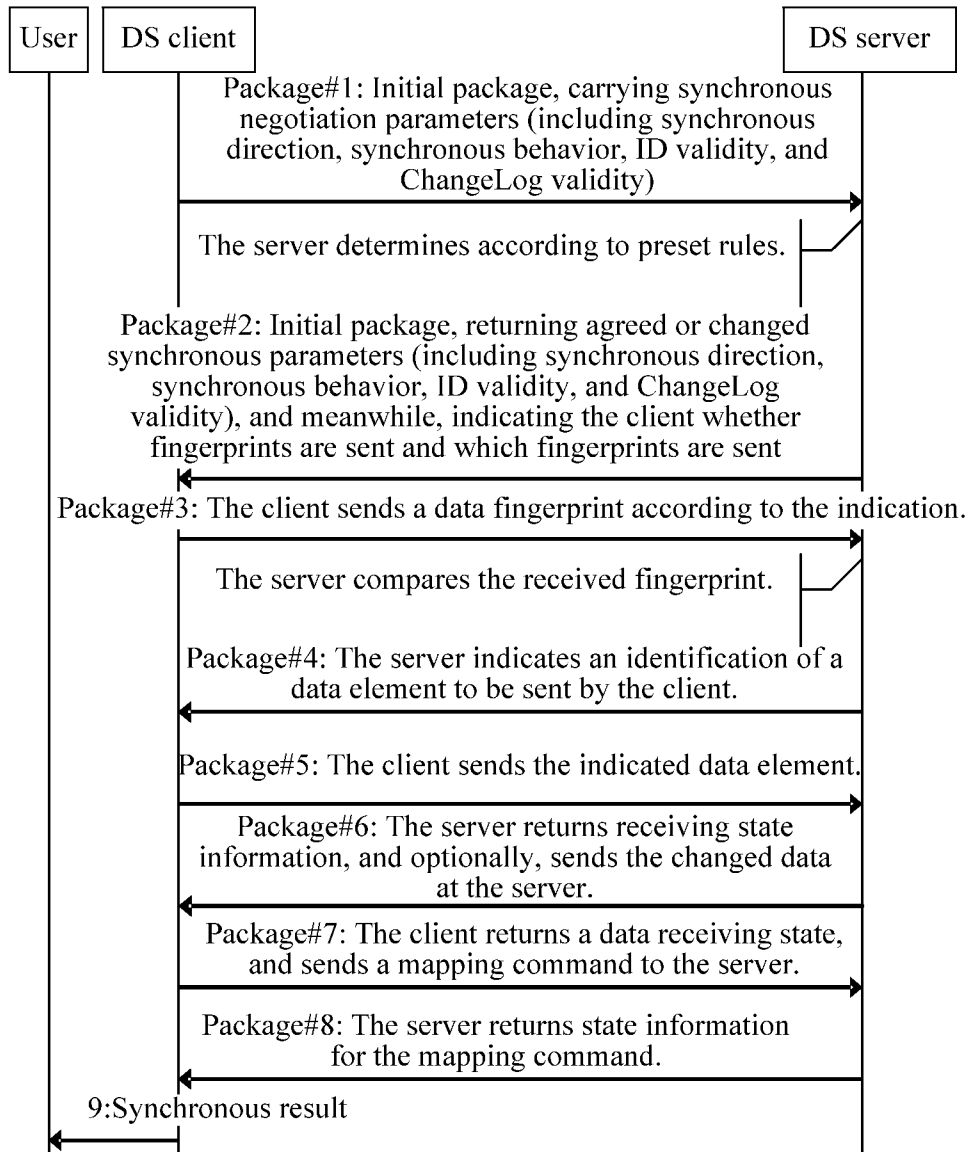 User
DS client
DS server
Package#1: Initial package, carrying synchronous
negotiation parameters (including synchronous
direction, synchronous behavior, ID validity, and
ChangeLog validity)
The server determines according to preset rules.
Package#2: Initial package, returning agreed or changed
synchronous parameters (including synchronous direction,
synchronous behavior, ID validity, and ChangeLog
validity), and meanwhile, indicating the client whether
fingerprints are sent and which fingerprints are sent
Package#3: The client sends a data fingerprint according to the indication.
The server compares the received fingerprint.
Package#4: The server indicates an identification of a
data element to be sent by the client.
Package#5: The client sends the indicated data element.
Package#6: The server returns receiving state
information, and optionally, sends the changed data
at the server.
Package#7: The client returns a data receiving state,
and sends a mapping command to the server.
Package#8: The server returns state information
for the mapping command.
9:Synchronous result